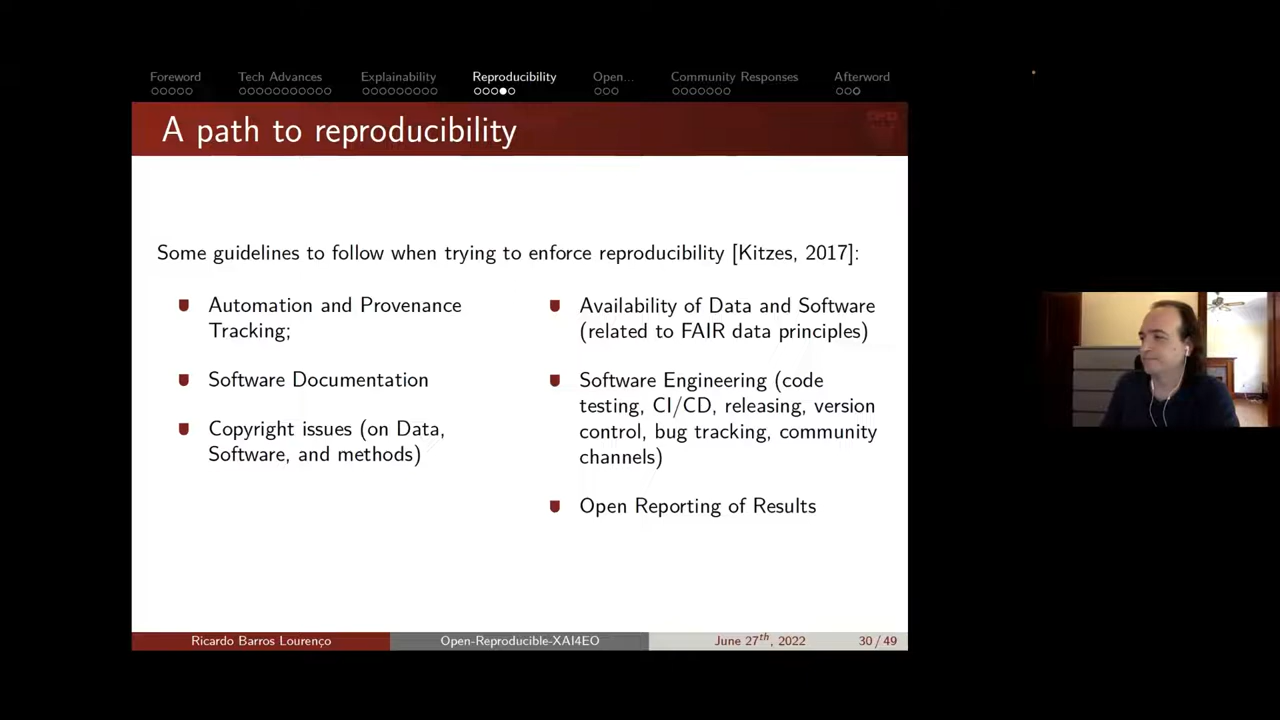 Foreword Tech Advances Explainability Reproducibility Open... Community Responses Afterword
A path to reproducibility
Some guidelines to follow when trying to enforce reproducibility [Kitzes, 2017]:
Automation and Provenance
Tracking;
Software Documentation
Copyright issues (on Data,
Software, and methods)
Availability of Data and Software
(related to FAIR data principles)
Software Engineering (code
testing, CI/CD, releasing, version
control, bug tracking, community
channels)
Open Reporting of Results
Ricardo Barros Lourenço Open-Reproducible-XAI4EO June 27th, 2022 30 / 49